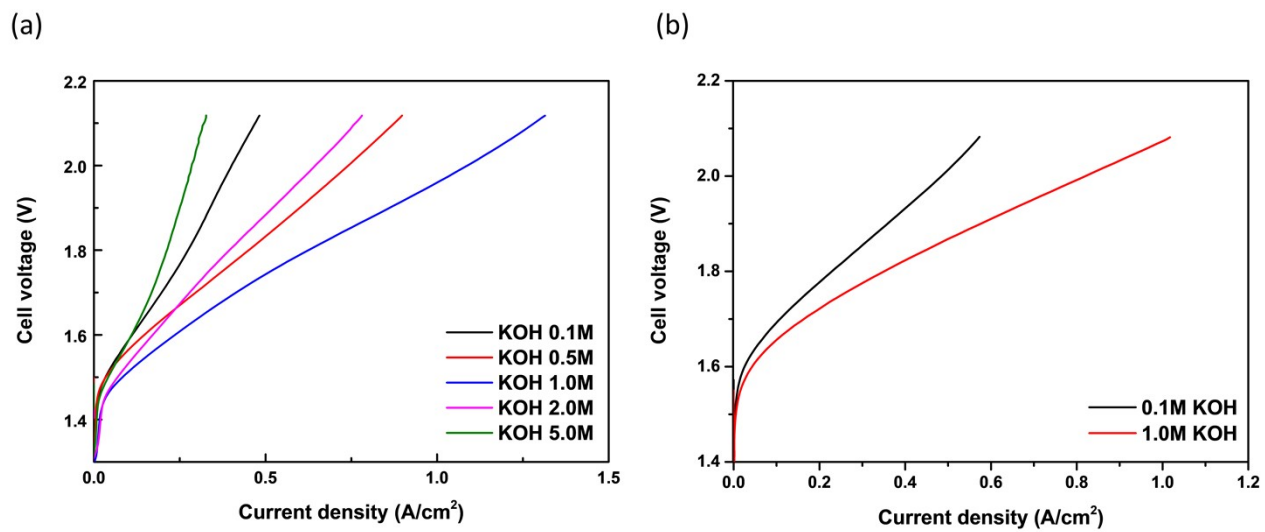 (a)
2.2
2.0
1.8
1.6
1.4
0.0 0.5 1.0 1.5
Cell voltage (V)
Current density (A/cm²)
KOH 0.1M
KOH 0.5M
KOH 1.0M
KOH 2.0M
KOH 5.0M
(b)
2.2
2.0
1.8
1.6
1.4
0.0 0.2 0.4 0.6 0.8 1.0 1.2
Cell voltage (V)
Current density (A/cm²)
0.1M KOH
1.0M KOH